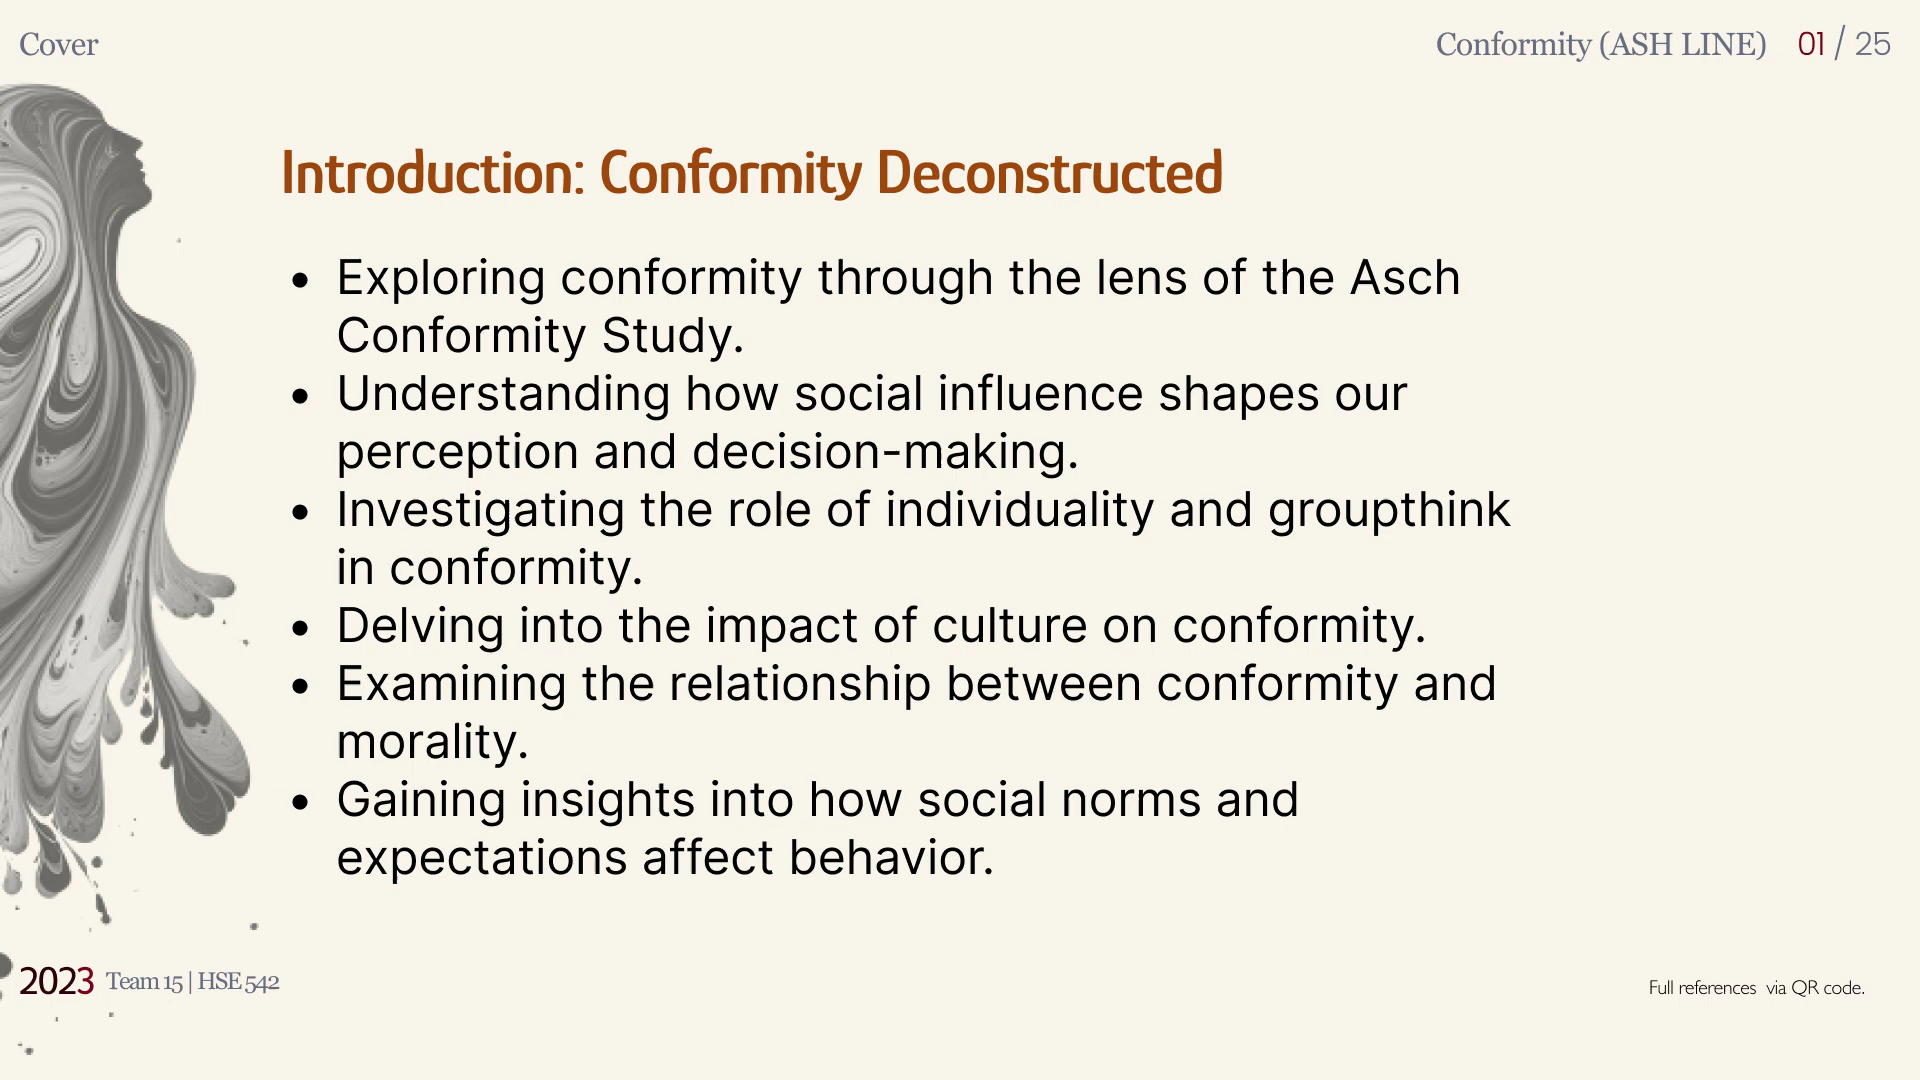 Cover
Conformity (ASH LINE) 01 / 25
Introduction: Conformity Deconstructed
• Exploring conformity through the lens of the Asch
Conformity Study.
• Understanding how social influence shapes our
perception and decision-making.
• Investigating the role of individuality and groupthink
in conformity.
• Delving into the impact of culture on conformity.
• Examining the relationship between conformity and
morality.
• Gaining insights into how social norms and
expectations affect behavior.
2023 Team 15 | HSE 542
Full references via QR code.